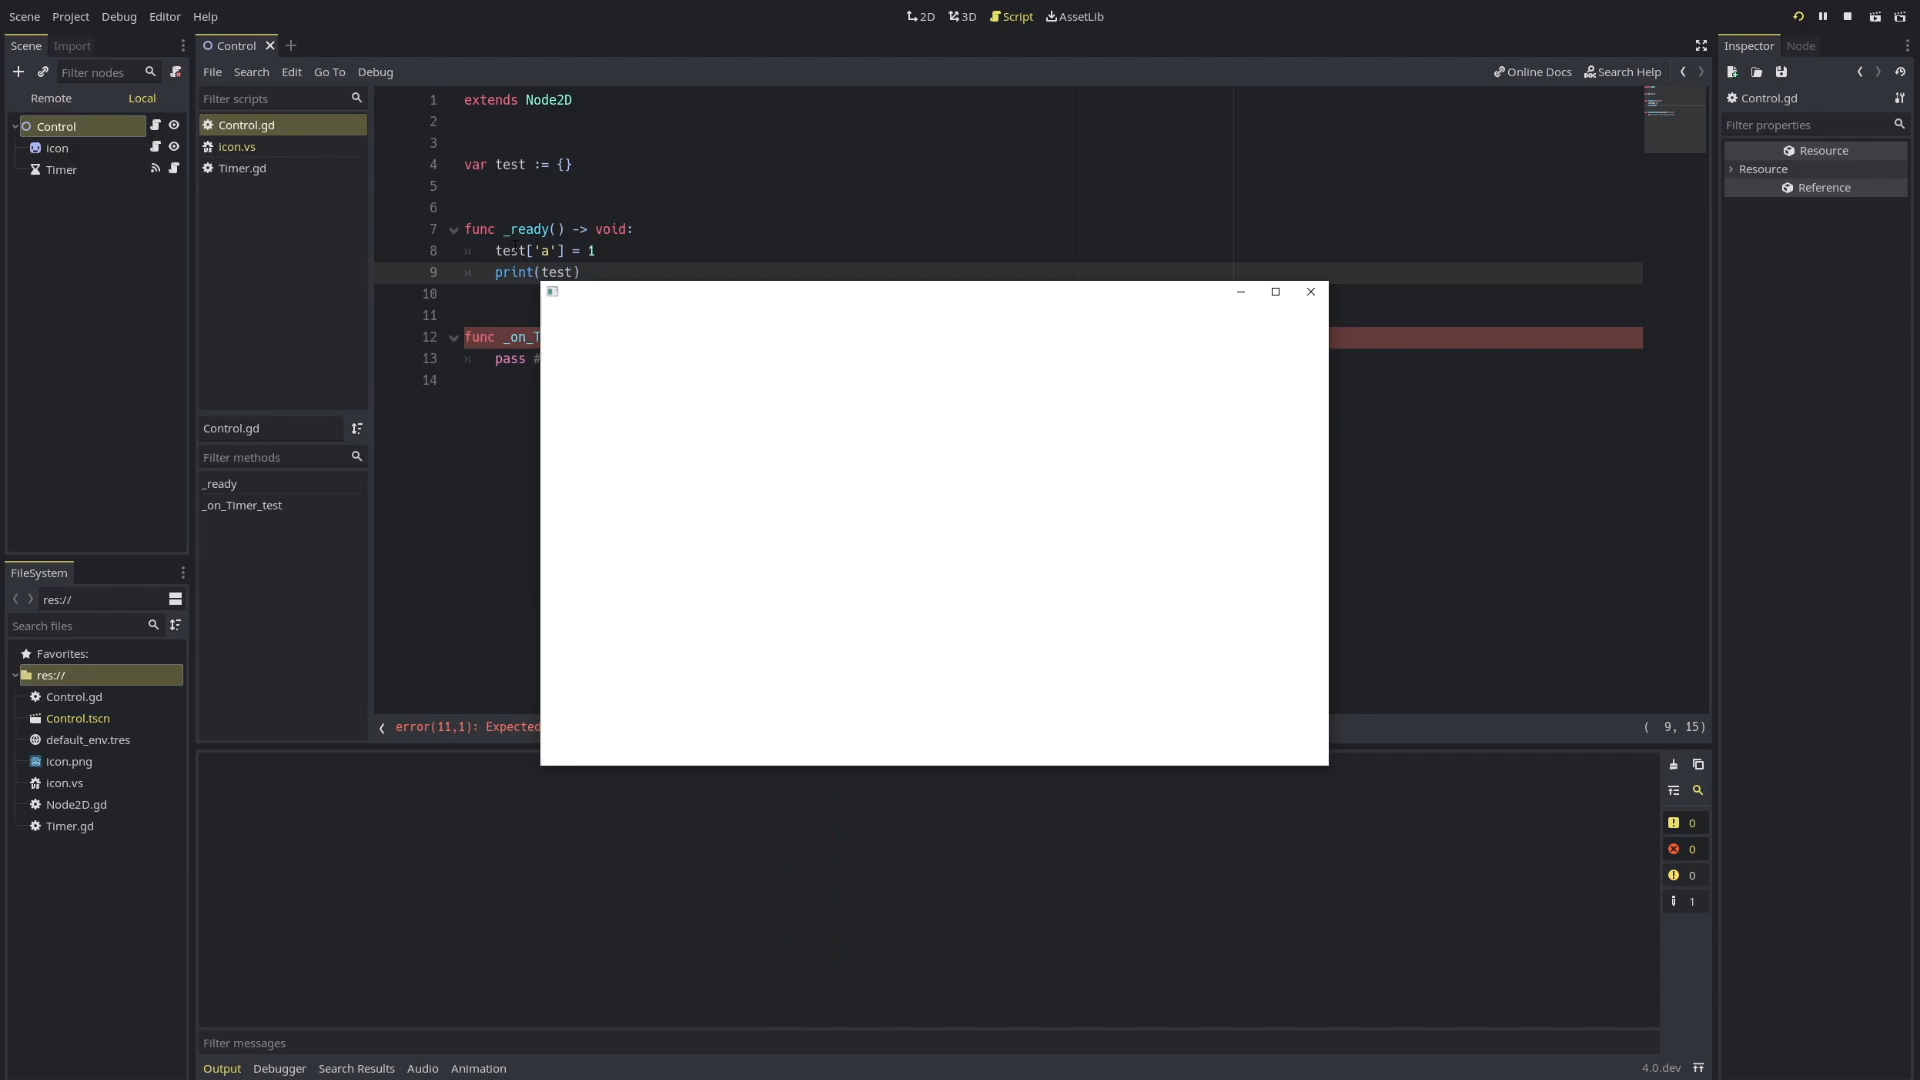 Scene Project Debug Editor Help
2D 3D Script AssetLib
Scene Import
Control
Inspector Node
Filter nodes
File Search Edit Go To Debug
Online Docs Search Help
Remote Local
Filter scripts
Control.gd
Filter properties
Resource
Resource
Reference
Control
icon
Timer
Control.gd
icon.vs
Timer.gd
1 extends Node2D
2
3
4 var test := {}
5
6
7 func _ready() -> void:
8 test['a'] = 1
9 print(test)
10
11
12 func _on_T
13 pass #
14
Control.gd
Filter methods
_ready
_on_Timer_test
error(11,1): Expected
( 9, 15)
FileSystem
res://
Search files
Favorites:
res://
Control.gd
Control.tscn
default_env.tres
icon.png
icon.vs
Node2D.gd
Timer.gd
0
0
0
1
Filter messages
Output Debugger Search Results Audio Animation
4.0.dev